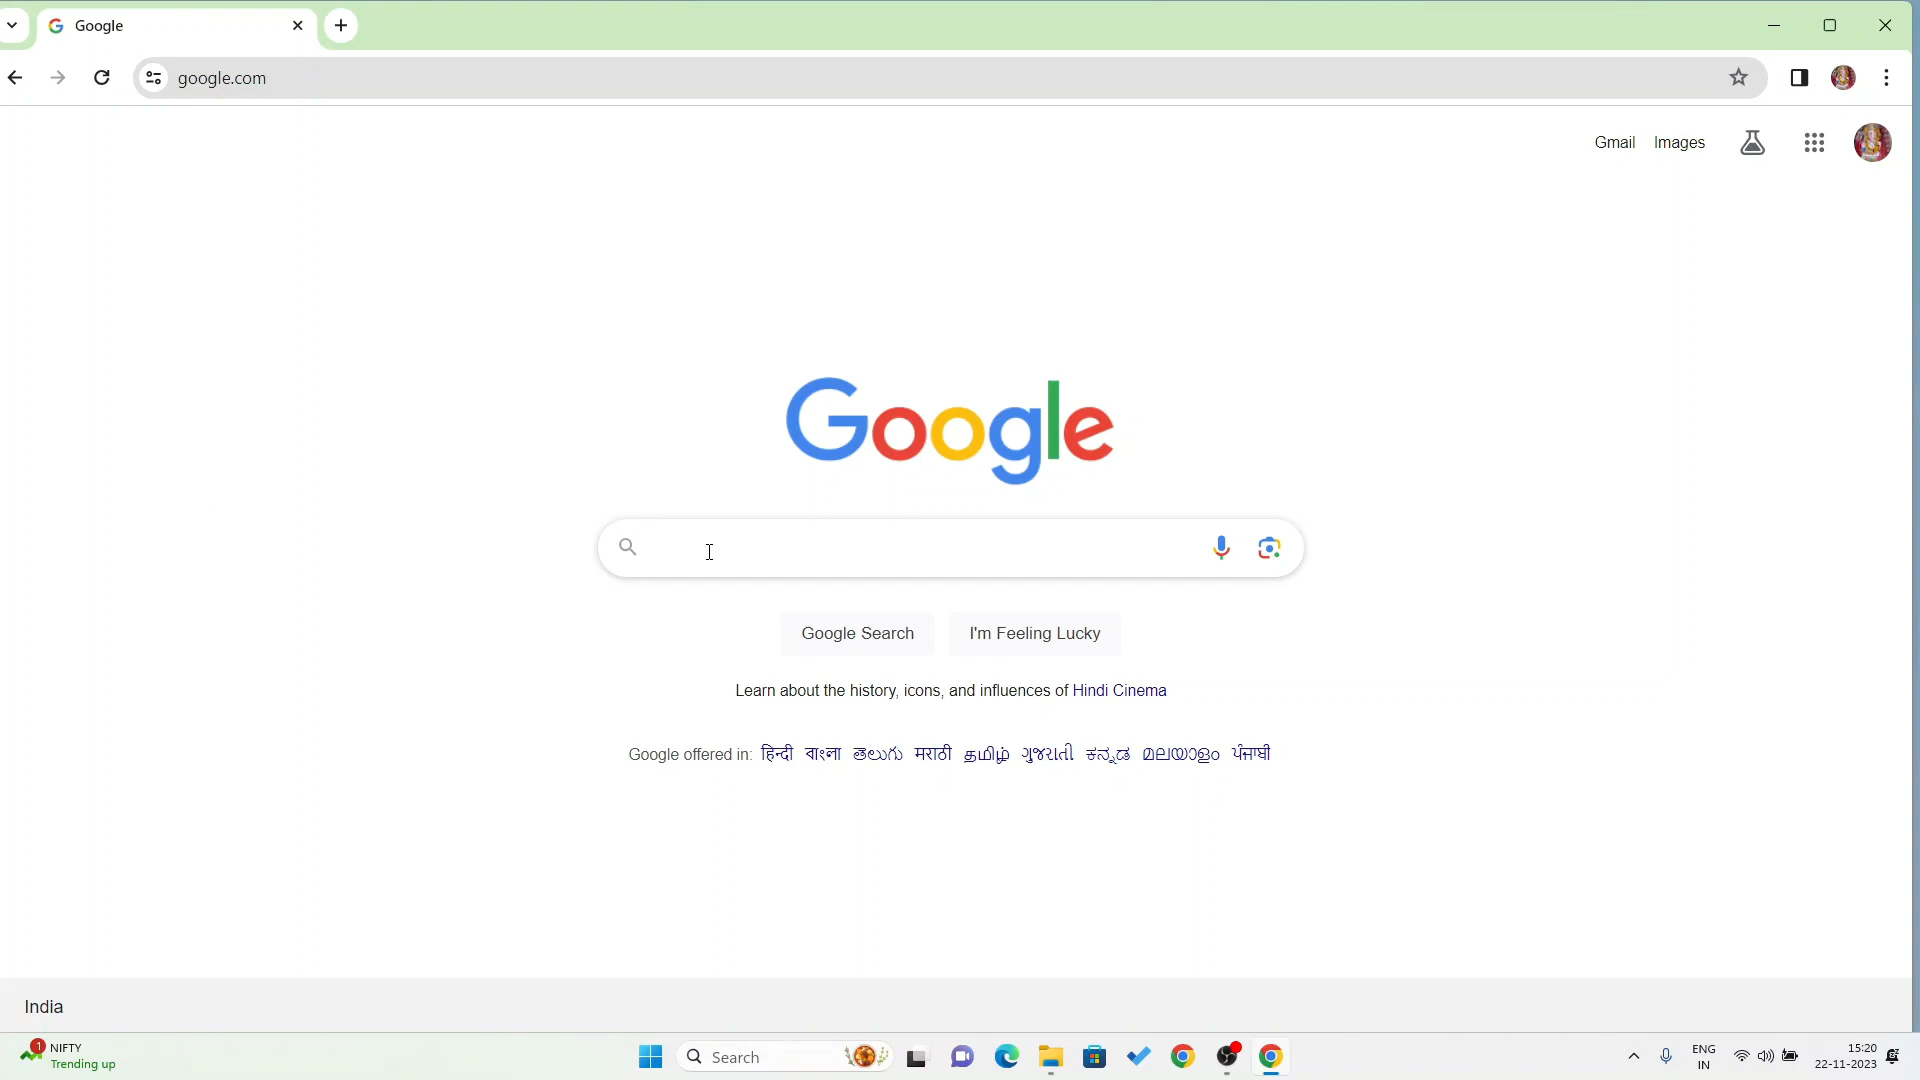 Google
google.com
Gmail Images
Google
Google Search I'm Feeling Lucky
Learn about the history, icons, and influences of Hindi Cinema
Google offered in: हिन्दी বাংলা తెలుగు मराठी தமிழ் ગુજરાતી ಕನ್ನಡ മലയാളം ਪੰਜਾਬੀ
India
1
NIFTY
Trending up
Search
ENG
IN
15:20
22-11-2023